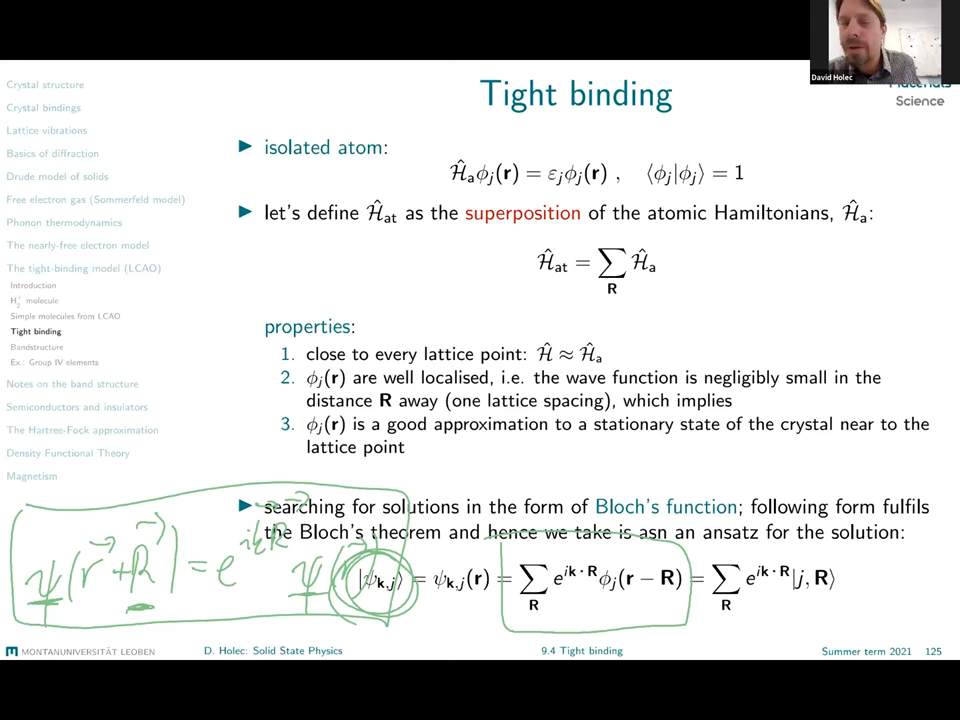 David Holec
Materials
Science
Tight binding
Crystal structure
Crystal bindings
Lattice vibrations
Basics of diffraction
Drude model of solids
Free electron gas (Sommerfeld model)
Phonon thermodynamics
The nearly-free electron model
The tight-binding model (LCAO)
Introduction
H₂⁺ molecule
Simple molecules from LCAO
Tight binding
Bandstructure
Ex.: Group IV elements
Notes on the band structure
Semiconductors and insulators
The Hartree-Fock approximation
Density Functional Theory
Magnetism
▶ isolated atom:
Ĥₐϕⱼ(r) = εⱼϕⱼ(r) , ⟨ϕⱼ|ϕⱼ⟩ = 1
▶ let's define Ĥ_at as the superposition of the atomic Hamiltonians, Ĥₐ:
Ĥ_at = ∑_R Ĥₐ
properties:
1. close to every lattice point: Ĥ ≈ Ĥₐ
2. ϕⱼ(r) are well localised, i.e. the wave function is negligibly small in the
distance R away (one lattice spacing), which implies
3. ϕⱼ(r) is a good approximation to a stationary state of the crystal near to the
lattice point
▶ searching for solutions in the form of Bloch's function; following form fulfils
the Bloch's theorem and hence we take is asn an ansatz for the solution:
|ψ_k,j⟩ = ψ_k,j(r) = ∑_R e^{ik·R} ϕⱼ(r − R) = ∑_R e^{ik·R} |j, R⟩
ψ(r⃗+R⃗) = e^{ik⃗R⃗} ψ(r⃗)
MONTANUNIVERSITÄT LEOBEN
D. Holec: Solid State Physics
9.4 Tight binding
Summer term 2021 125